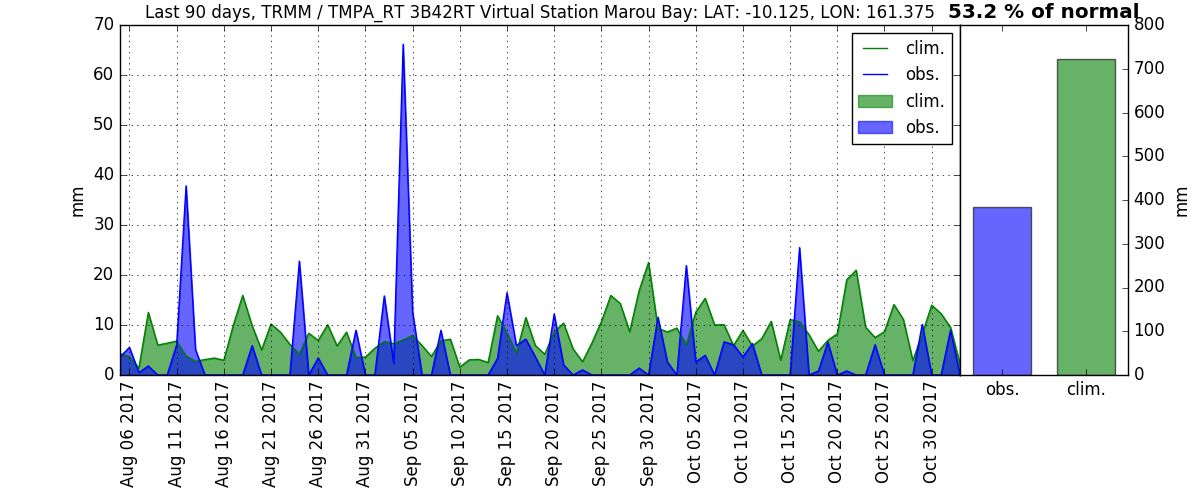 Last 90 days, TRMM / TMPA_RT 3B42RT Virtual Station Marou Bay: LAT: -10.125, LON: 161.375 53.2 % of normal
70
60
50
40
30
20
10
0
mm
clim.
obs.
clim.
obs.
Aug 06 2017
Aug 11 2017
Aug 16 2017
Aug 21 2017
Aug 26 2017
Aug 31 2017
Sep 05 2017
Sep 10 2017
Sep 15 2017
Sep 20 2017
Sep 25 2017
Sep 30 2017
Oct 05 2017
Oct 10 2017
Oct 15 2017
Oct 20 2017
Oct 25 2017
Oct 30 2017
800
700
600
500
400
300
200
100
0
mm
obs.
clim.